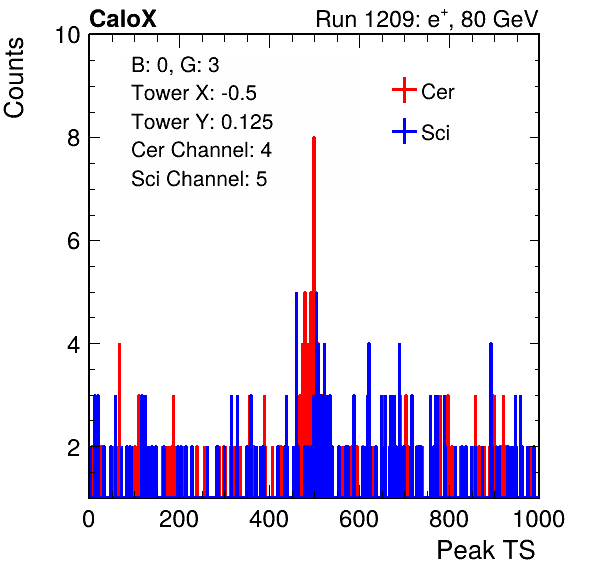 CaloX Run 1209: e⁺, 80 GeV
Counts
10
8
6
4
2
B: 0, G: 3
Tower X: -0.5
Tower Y: 0.125
Cer Channel: 4
Sci Channel: 5
Cer
Sci
0 200 400 600 800 1000
Peak TS